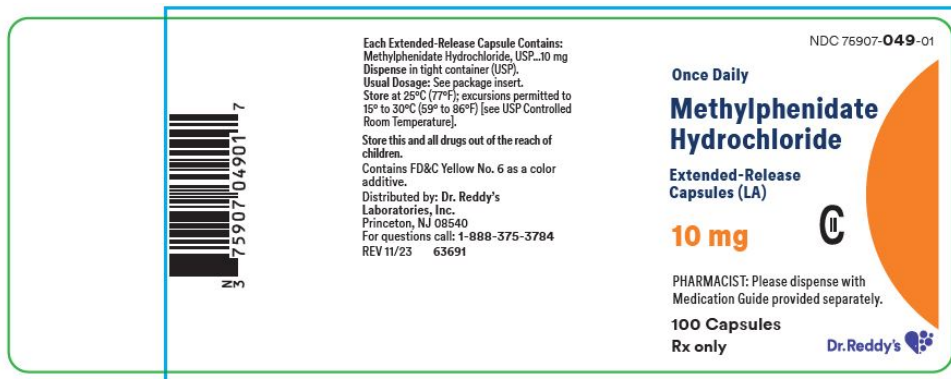 N
3 75907 04901 7
Each Extended-Release Capsule Contains:
Methylphenidate Hydrochloride, USP...10 mg
Dispense in tight container (USP).
Usual Dosage: See package insert.
Store at 25°C (77°F); excursions permitted to
15° to 30°C (59° to 86°F) [see USP Controlled
Room Temperature].
Store this and all drugs out of the reach of
children.
Contains FD&C Yellow No. 6 as a color
additive.
Distributed by: Dr. Reddy's
Laboratories, Inc.
Princeton, NJ 08540
For questions call: 1-888-375-3784
REV 11/23 63691
NDC 75907-049-01
Once Daily
Methylphenidate
Hydrochloride
Extended-Release
Capsules (LA)
10 mg
CII
PHARMACIST: Please dispense with
Medication Guide provided separately.
100 Capsules
Rx only
Dr.Reddy's